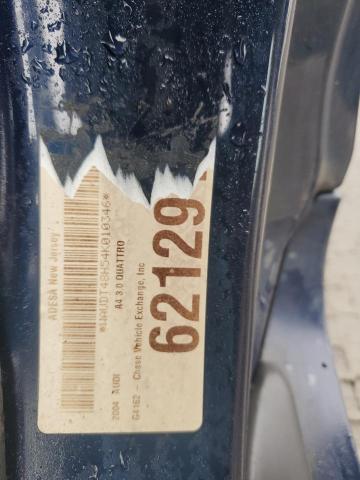 ADESA New Jersey
*WAUDT48H54K010346*
A4 3.0 QUATTRO
2004 AUDI
G4162 - Chase Vehicle Exchange, Inc
62129